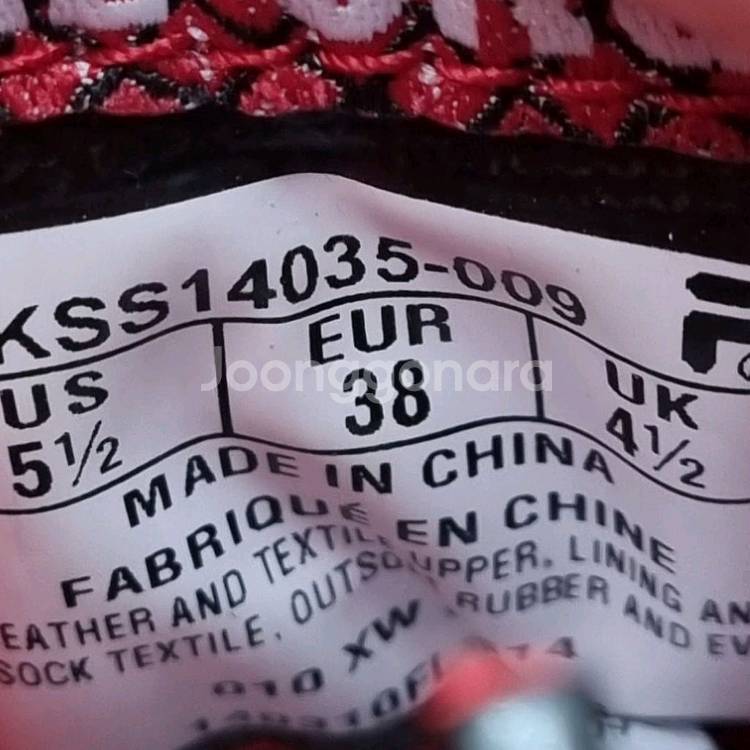 KSS14035-009
US EUR UK
5½ 38 4½
Joonggonara
MADE IN CHINA
FABRIQUE EN CHINE
EATHER AND TEXTIL UPPER, LINING AN
SOCK TEXTILE, OUTSO RUBBER AND EV
010 XW